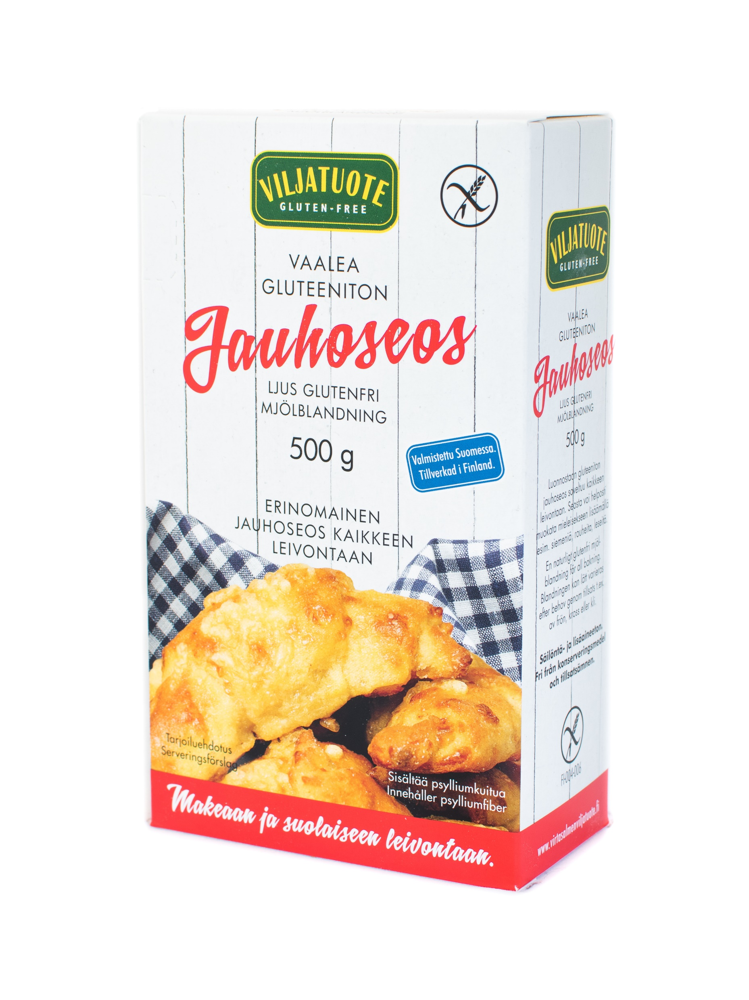 VILJATUOTE
GLUTEN-FREE
VAALEA
GLUTEENITON
Jauhoseos
LJUS GLUTENFRI
MJÖLBLANDNING
500 g
Valmistettu Suomessa.
Tillverkad i Finland.
ERINOMAINEN
JAUHOSEOS KAIKKEEN
LEIVONTAAN
Tarjoiluehdotus
Serveringsförslag
Sisältää psylliumkuitua
Innehåller psylliumfiber
Makeaan ja suolaiseen leivontaan.
VILJATUOTE
GLUTEN-FREE
VAALEA
GLUTEENITON
Jauhoseos
LJUS GLUTENFRI
MJÖLBLANDNING
500 g
Luonnostaan gluteeniton
jauhoseos soveltuu kaikkeen
leivontaan. Seosta voi helposti
muokata mieleisekseen lisäämällä
esim. siemeniä, rouheita, leseitä.
En naturligt glutenfri mjöl-
blandning för all bakning.
Blandningen kan lätt varieras
efter behov genom tillsats t.ex.
av frön, kross eller kli.
Säilöntä- ja lisäaineeton.
Fri från konserveringsmedel
och tillsatsämnen.
FI-004-006
www.virtasalmenviljatuote.fi